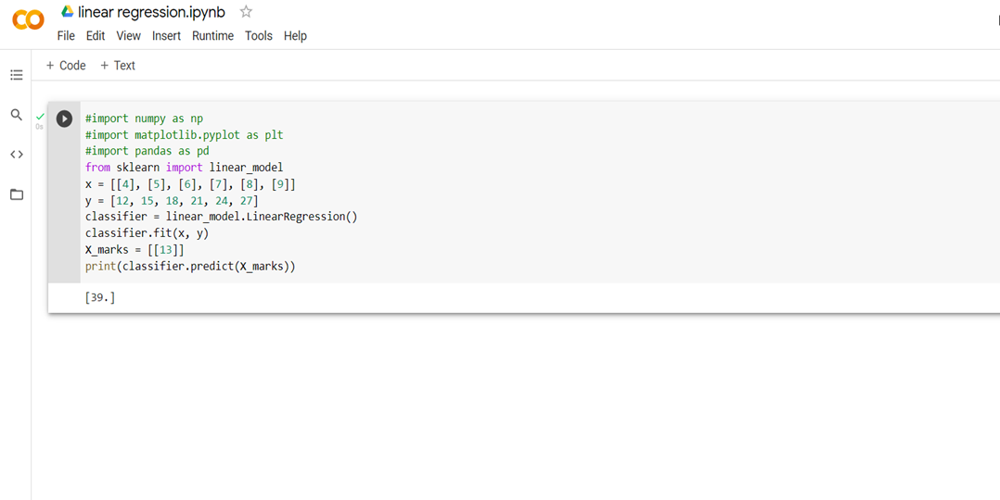 linear regression.ipynb
File Edit View Insert Runtime Tools Help
+ Code + Text
0s
#import numpy as np
#import matplotlib.pyplot as plt
#import pandas as pd
from sklearn import linear_model
x = [[4], [5], [6], [7], [8], [9]]
y = [12, 15, 18, 21, 24, 27]
classifier = linear_model.LinearRegression()
classifier.fit(x, y)
X_marks = [[13]]
print(classifier.predict(X_marks))
[39.]